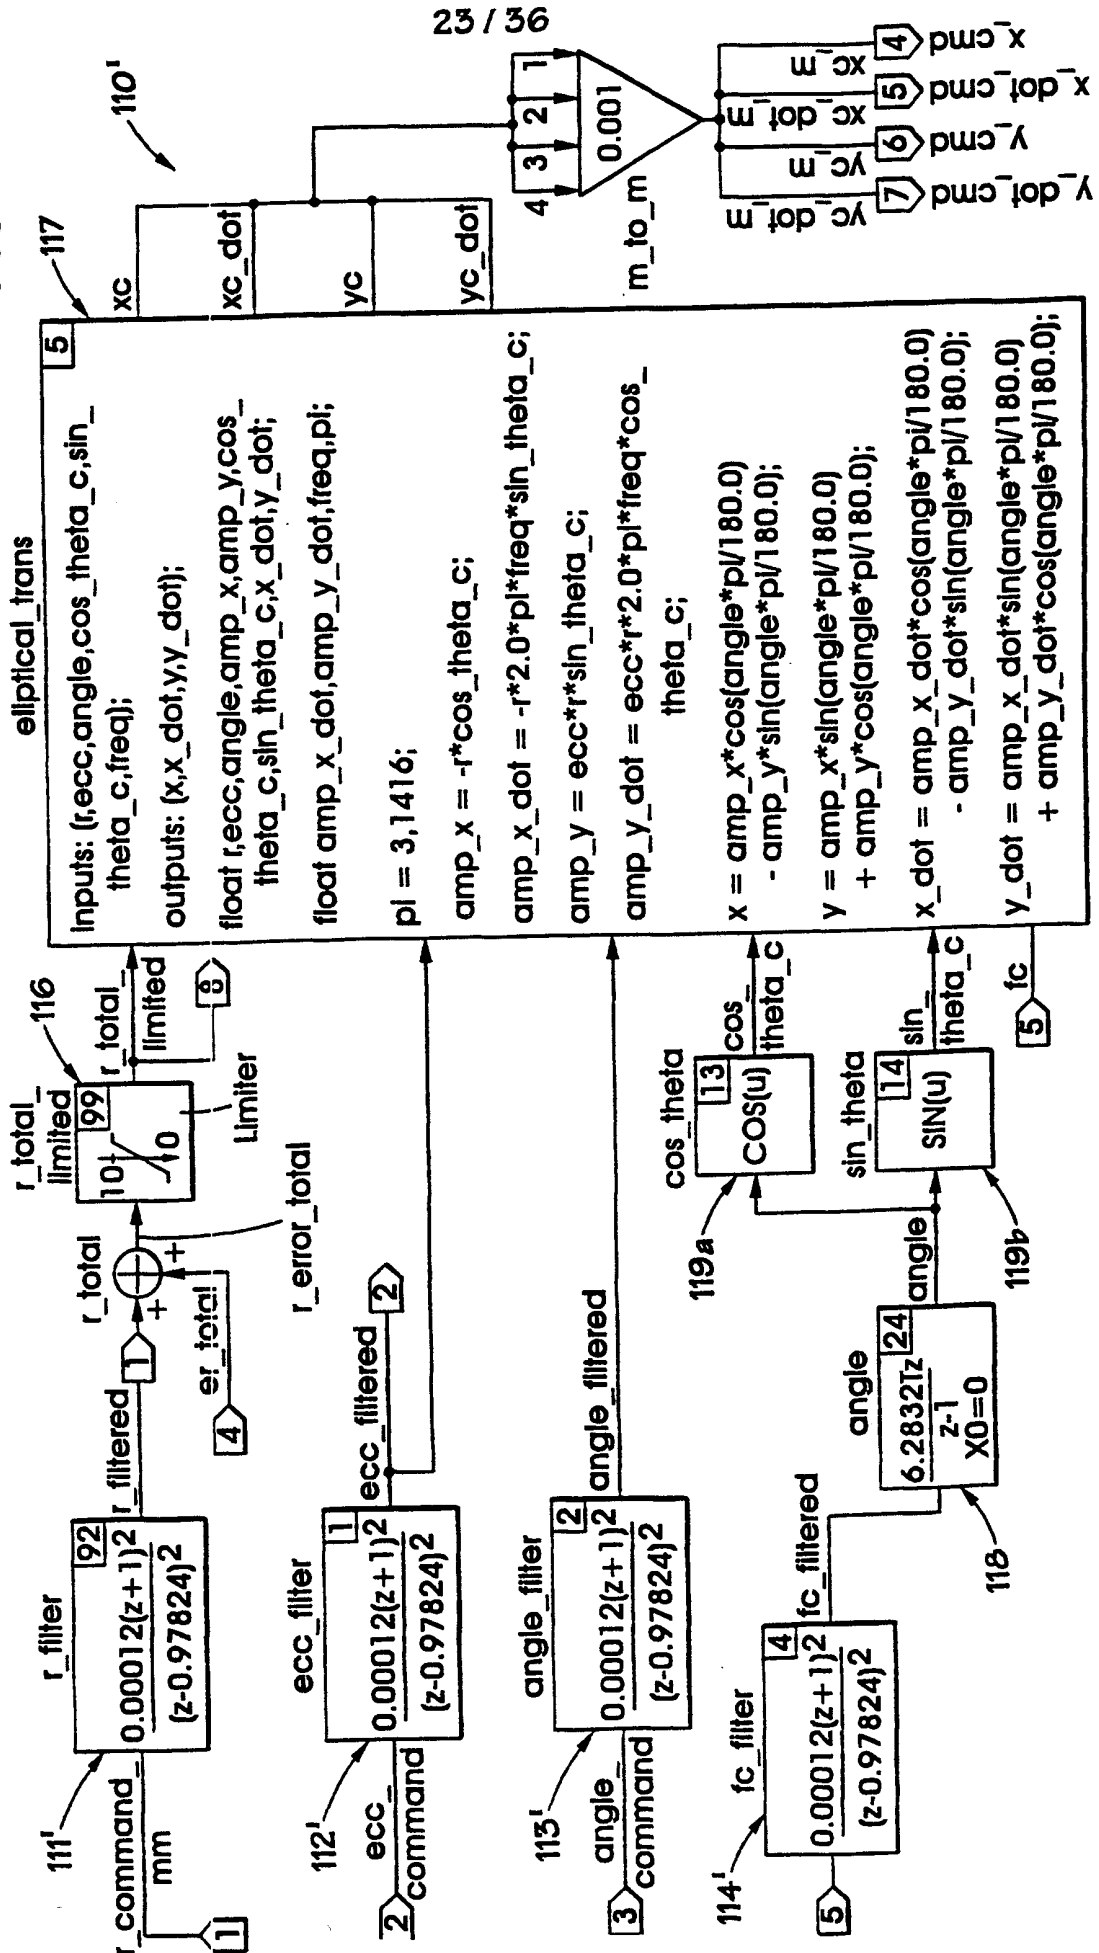 23 / 36
110'
r_filter
92
0.00012(z+1)2
(z-0.97824)2
111'
r_command_
mm
1
r_filtered
1
r_total
+
+
er_total
4
r_error_total
r_total_
limited
99
10
0
Limiter
116
r_total_
limited
8
ecc_filter
1
0.00012(z+1)2
(z-0.97824)2
112'
ecc_
command
2
ecc_filtered
2
angle_filter
2
0.00012(z+1)2
(z-0.97824)2
113'
angle_
command
3
angle_filtered
fc_filter
4
0.00012(z+1)2
(z-0.97824)2
114'
5
fc_filtered
angle
24
6.2832Tz
z-1
X0=0
118
angle
cos_theta
13
COS(u)
119a
cos_
theta_c
sin_theta
14
SIN(u)
119b
sin_
theta_c
5
fc
eliptical_trans
117
5
inputs: (r,ecc,angle,cos_theta_c,sin_
theta_c,freq);
outputs: (x,x_dot,y,y_dot);
float r,ecc,angle,amp_x,amp_y,cos_
theta_c,sin_theta_c,x_dot,y_dot;
float amp_x_dot,amp_y_dot,freq,pi;
pi = 3,1416;
amp_x = -r*cos_theta_c;
amp_x_dot = -r*2.0*pi*freq*sin_theta_c;
amp_y = ecc*r*sin_theta_c;
amp_y_dot = ecc*r*2.0*pi*freq*cos_
theta_c;
x = amp_x*cos(angle*pi/180.0)
- amp_y*sin(angle*pi/180.0);
y = amp_x*sin(angle*pi/180.0)
+ amp_y*cos(angle*pi/180.0);
x_dot = amp_x_dot*cos(angle*pi/180.0)
- amp_y_dot*sin(angle*pi/180.0);
y_dot = amp_x_dot*sin(angle*pi/180.0)
+ amp_y_dot*cos(angle*pi/180.0);
xc
xc_dot
yc
yc_dot
1
2
3
4
0.001
m_to_m
xc_m
4
x_cmd
xc_dot_m
5
x_dot_cmd
yc_m
6
y_cmd
yc_dot_m
7
y_dot_cmd